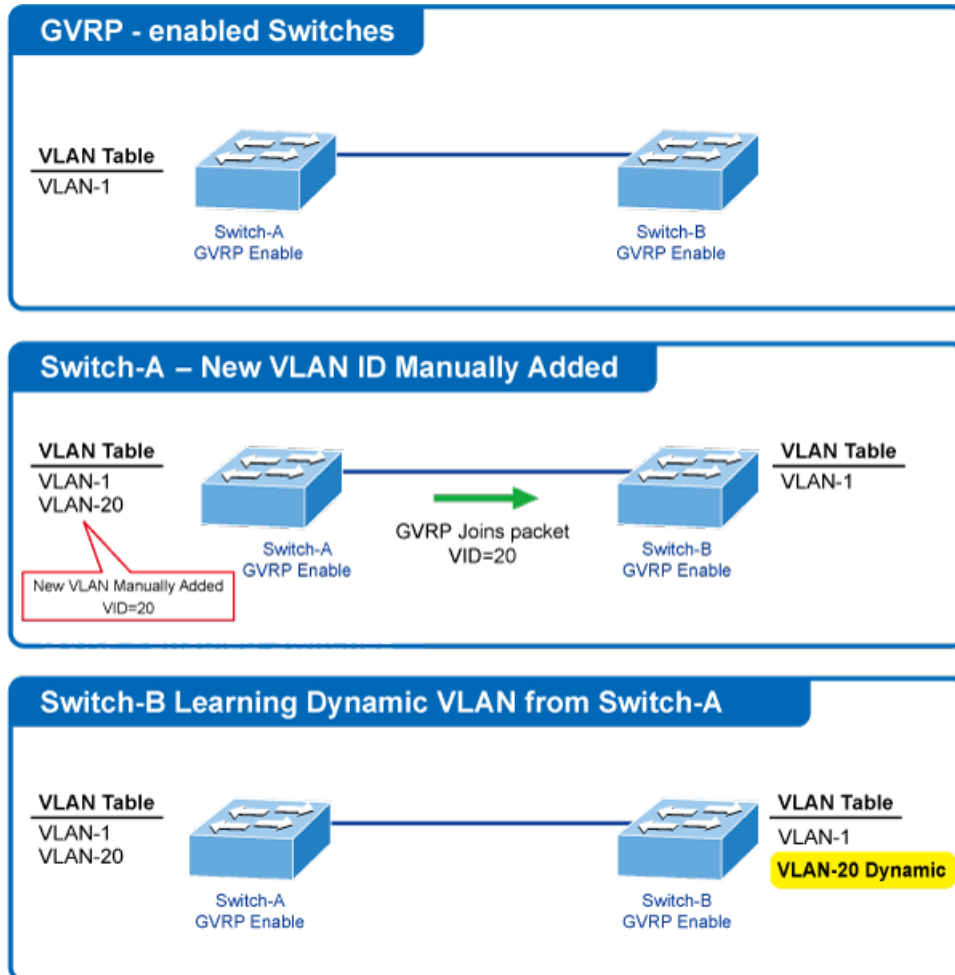 GVRP - enabled Switches
VLAN Table
VLAN-1
Switch-A
GVRP Enable
Switch-B
GVRP Enable
Switch-A – New VLAN ID Manually Added
VLAN Table
VLAN-1
VLAN-20
New VLAN Manually Added
VID=20
Switch-A
GVRP Enable
GVRP Joins packet
VID=20
Switch-B
GVRP Enable
VLAN Table
VLAN-1
Switch-B Learning Dynamic VLAN from Switch-A
VLAN Table
VLAN-1
VLAN-20
Switch-A
GVRP Enable
Switch-B
GVRP Enable
VLAN Table
VLAN-1
VLAN-20 Dynamic